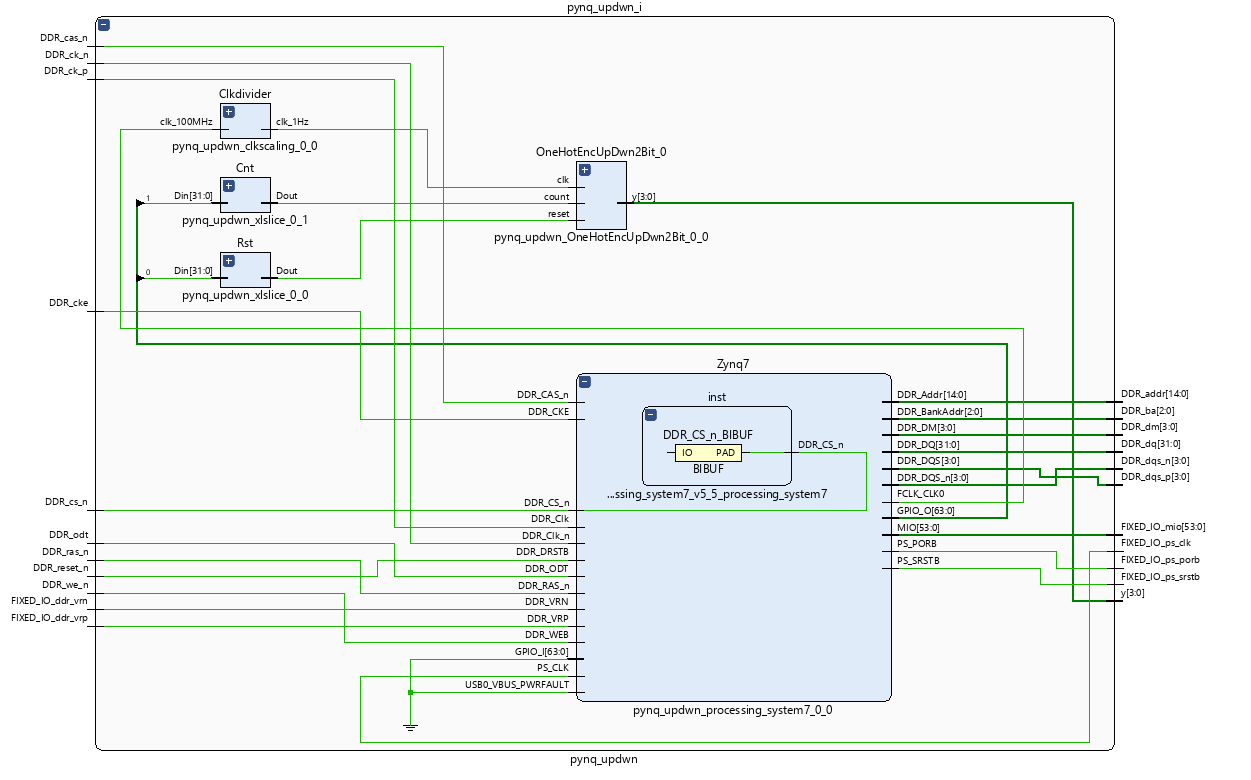 pynq_updwn_i
DDR_cas_n
DDR_ck_n
DDR_ck_p
Clkdivider
clk_100MHz
clk_1Hz
pynq_updwn_clkscaling_0_0
Cnt
1
Din[31:0]
Dout
pynq_updwn_xlslice_0_1
Rst
0
Din[31:0]
Dout
pynq_updwn_xlslice_0_0
OneHotEncUpDwn2Bit_0
clk
count
reset
y[3:0]
pynq_updwn_OneHotEncUpDwn2Bit_0_0
DDR_cke
DDR_cs_n
DDR_odt
DDR_ras_n
DDR_reset_n
DDR_we_n
FIXED_IO_ddr_vrn
FIXED_IO_ddr_vrp
Zynq7
DDR_CAS_n
DDR_CKE
DDR_CS_n
DDR_Clk
DDR_Clk_n
DDR_DRSTB
DDR_ODT
DDR_RAS_n
DDR_VRN
DDR_VRP
DDR_WEB
GPIO_I[63:0]
PS_CLK
USB0_VBUS_PWRFAULT
inst
DDR_CS_n_BIBUF
IO PAD
BIBUF
DDR_CS_n
...ssing_system7_v5_5_processing_system7
DDR_Addr[14:0]
DDR_BankAddr[2:0]
DDR_DM[3:0]
DDR_DQ[31:0]
DDR_DQS[3:0]
DDR_DQS_n[3:0]
FCLK_CLK0
GPIO_O[63:0]
MIO[53:0]
PS_PORB
PS_SRSTB
pynq_updwn_processing_system7_0_0
DDR_addr[14:0]
DDR_ba[2:0]
DDR_dm[3:0]
DDR_dq[31:0]
DDR_dqs_n[3:0]
DDR_dqs_p[3:0]
FIXED_IO_mio[53:0]
FIXED_IO_ps_clk
FIXED_IO_ps_porb
FIXED_IO_ps_srstb
y[3:0]
pynq_updwn